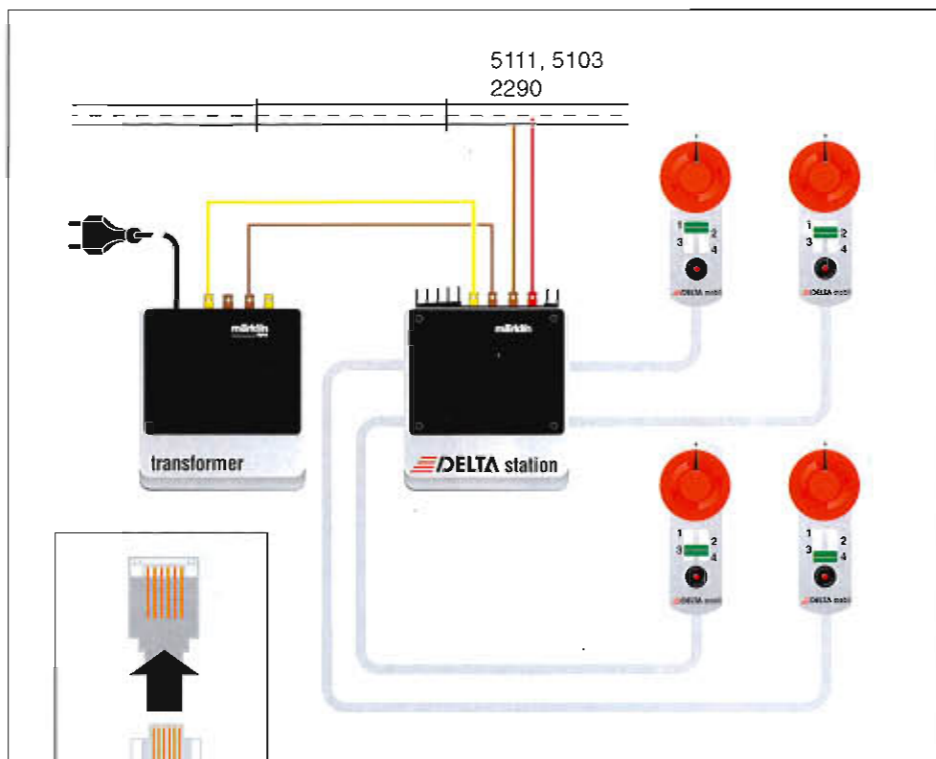 5111, 5103
2290
1
2
3
4
DELTA mobil
1
2
3
4
DELTA mobil
märklin
märklin
transformer
DELTA station
1
2
3
4
DELTA mobil
1
2
3
4
DELTA mobil